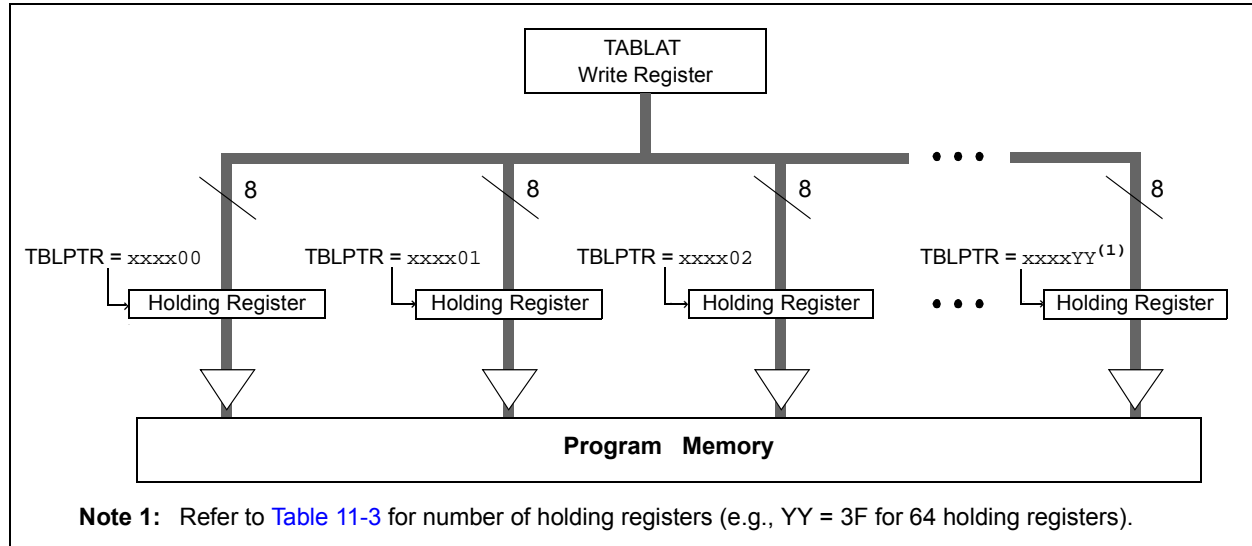 TABLAT
Write Register
8
8
8
8
TBLPTR = xxxx00
TBLPTR = xxxx01
TBLPTR = xxxx02
TBLPTR = xxxxYY(1)
Holding Register
Holding Register
Holding Register
Holding Register
Program Memory
Note 1: Refer to Table 11-3 for number of holding registers (e.g., YY = 3F for 64 holding registers).